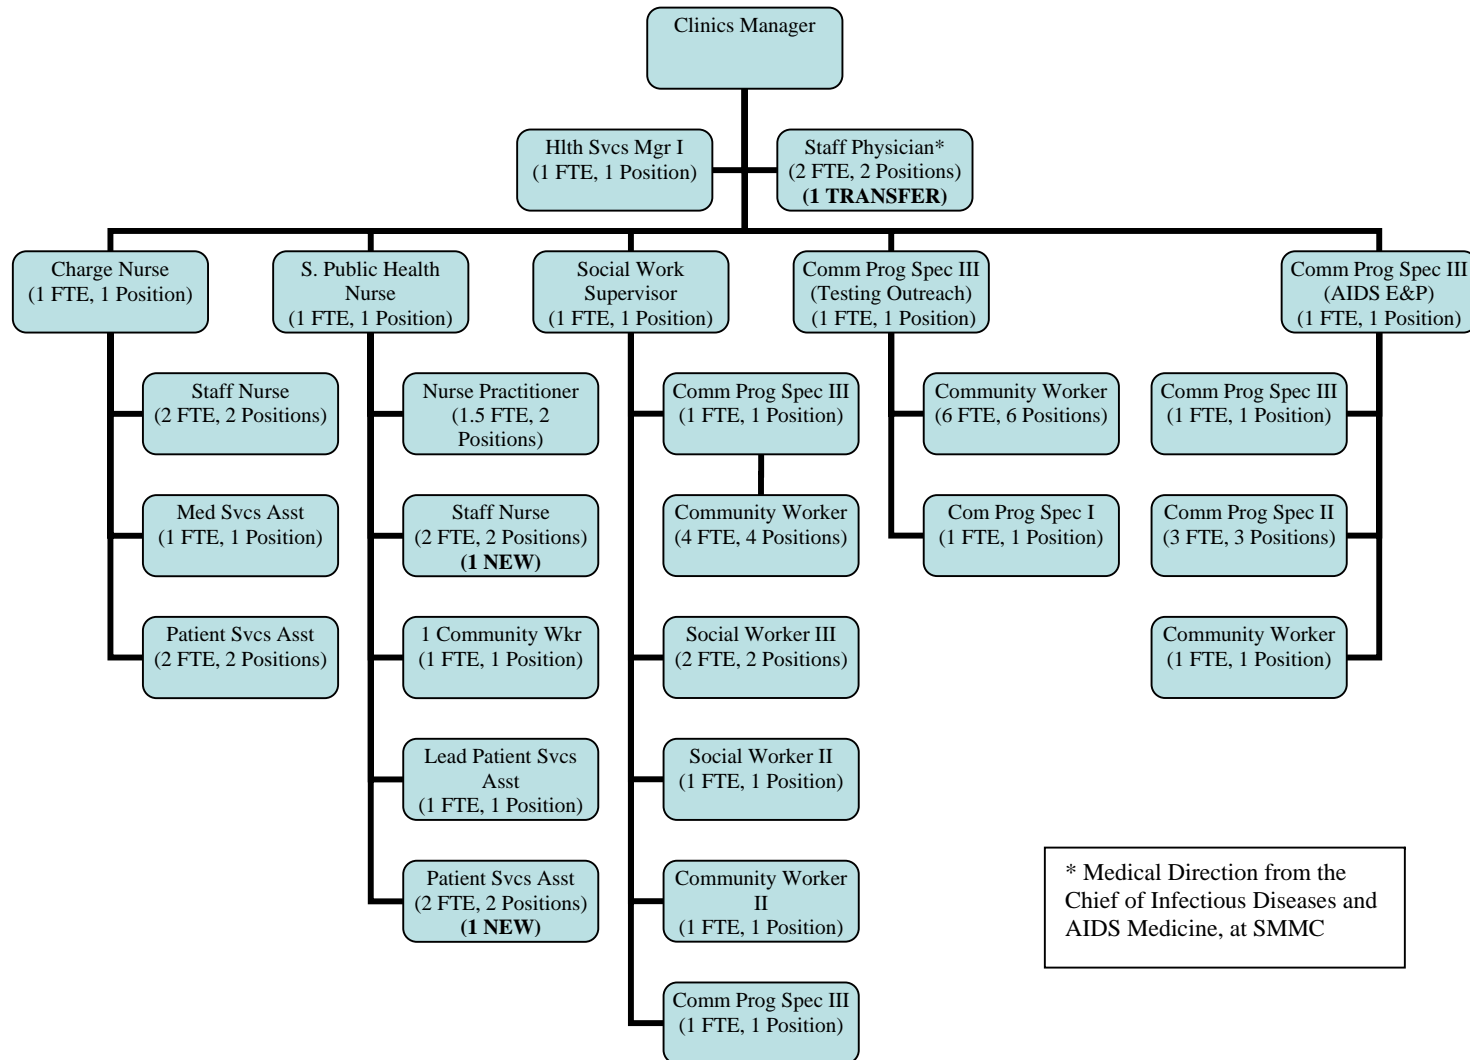 Clinics Manager
Hlth Svcs Mgr I
(1 FTE, 1 Position)
Staff Physician*
(2 FTE, 2 Positions)
(1 TRANSFER)
Charge Nurse
(1 FTE, 1 Position)
S. Public Health
Nurse
(1 FTE, 1 Position)
Social Work
Supervisor
(1 FTE, 1 Position)
Comm Prog Spec III
(Testing Outreach)
(1 FTE, 1 Position)
Comm Prog Spec III
(AIDS E&P)
(1 FTE, 1 Position)
Staff Nurse
(2 FTE, 2 Positions)
Med Svcs Asst
(1 FTE, 1 Position)
Patient Svcs Asst
(2 FTE, 2 Positions)
Nurse Practitioner
(1.5 FTE, 2
Positions)
Staff Nurse
(2 FTE, 2 Positions)
(1 NEW)
1 Community Wkr
(1 FTE, 1 Position)
Lead Patient Svcs
Asst
(1 FTE, 1 Position)
Patient Svcs Asst
(2 FTE, 2 Positions)
(1 NEW)
Comm Prog Spec III
(1 FTE, 1 Position)
Community Worker
(4 FTE, 4 Positions)
Social Worker III
(2 FTE, 2 Positions)
Social Worker II
(1 FTE, 1 Position)
Community Worker
II
(1 FTE, 1 Position)
Comm Prog Spec III
(1 FTE, 1 Position)
Community Worker
(6 FTE, 6 Positions)
Com Prog Spec I
(1 FTE, 1 Position)
Comm Prog Spec III
(1 FTE, 1 Position)
Comm Prog Spec II
(3 FTE, 3 Positions)
Community Worker
(1 FTE, 1 Position)
* Medical Direction from the
Chief of Infectious Diseases and
AIDS Medicine, at SMMC